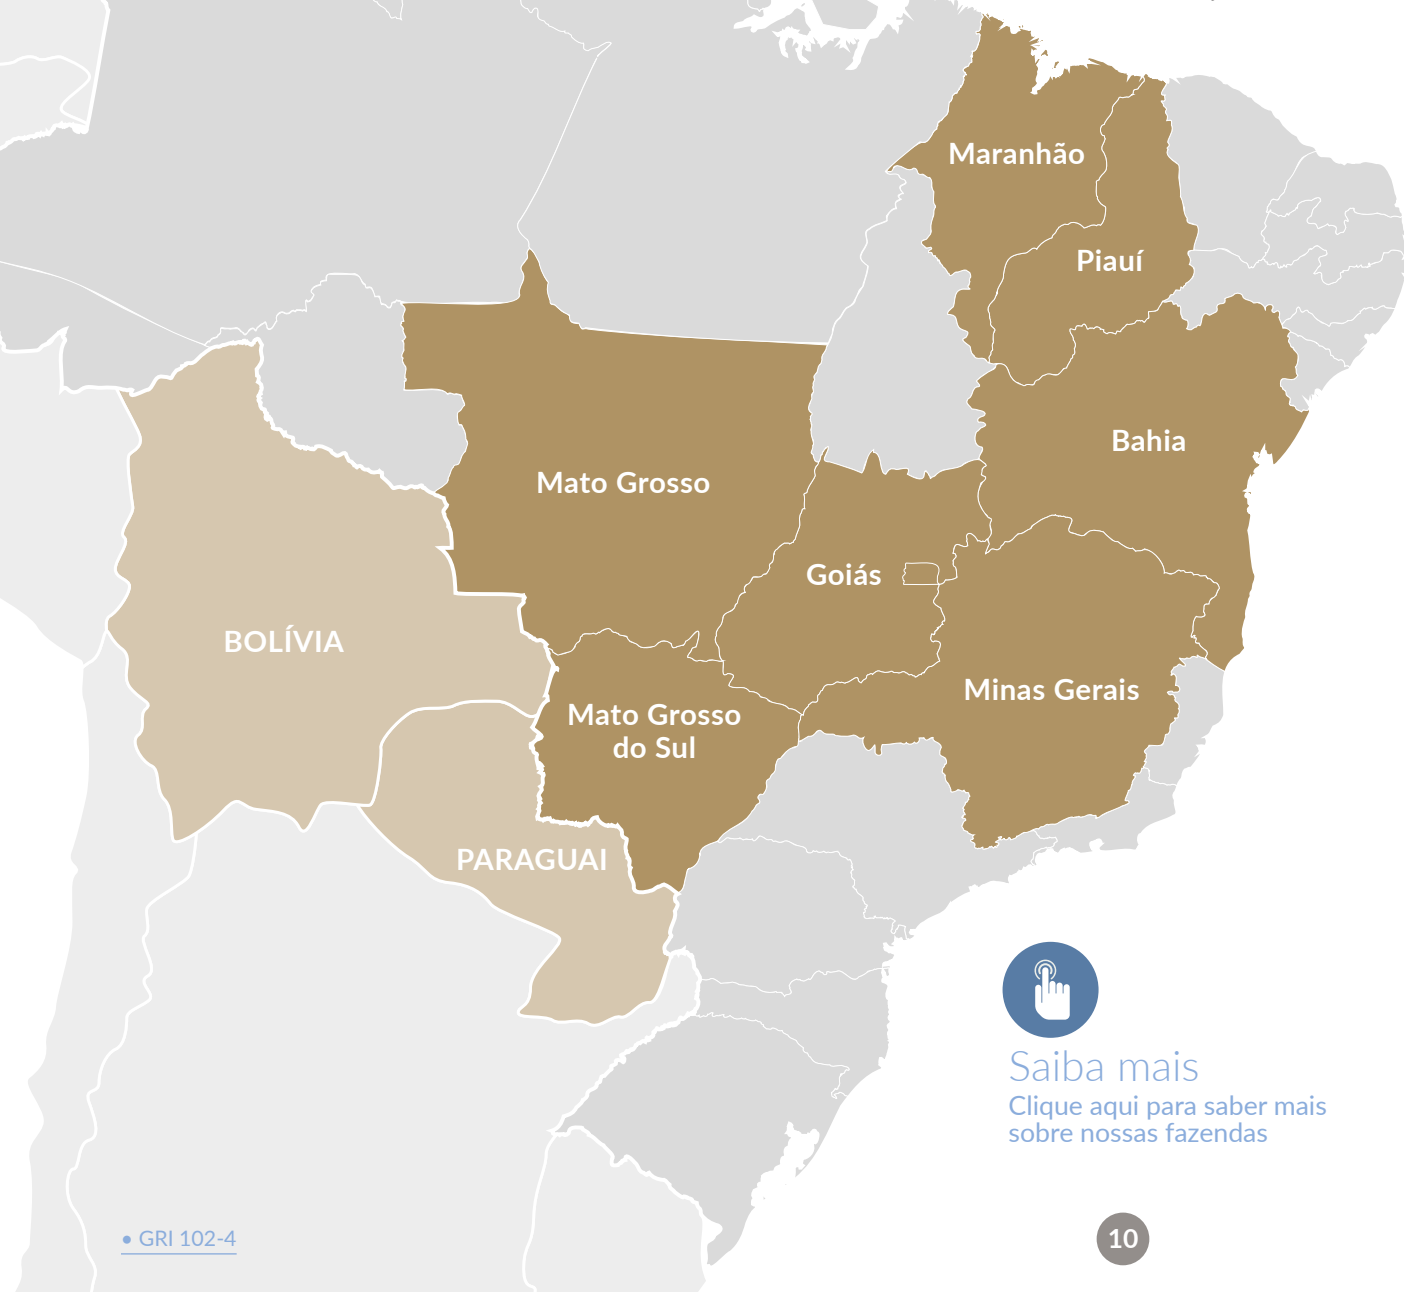 Maranhão
Piauí
Bahia
Mato Grosso
Goiás
BOLÍVIA
Minas Gerais
Mato Grosso
do Sul
PARAGUAI
Saiba mais
Clique aqui para saber mais
sobre nossas fazendas
• GRI 102-4
10